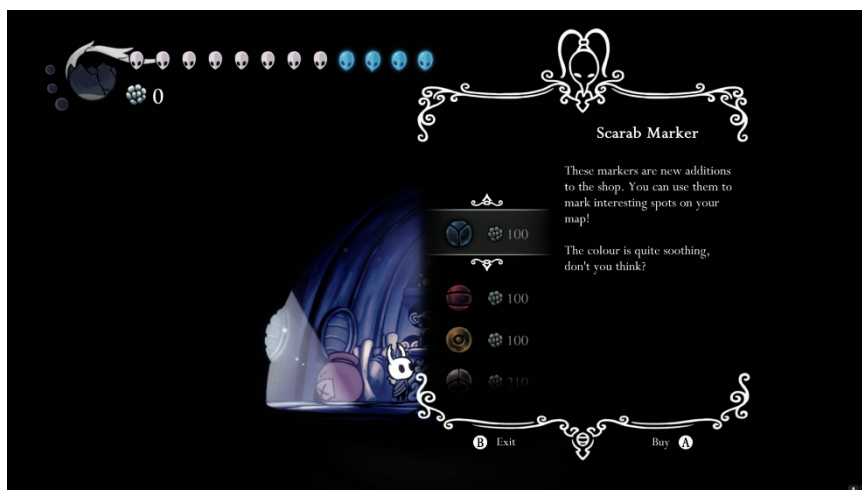 0
Scarab Marker
These markers are new additions
to the shop. You can use them to
mark interesting spots on your
map!
The colour is quite soothing,
don't you think?
100
100
100
210
B Exit
Buy A